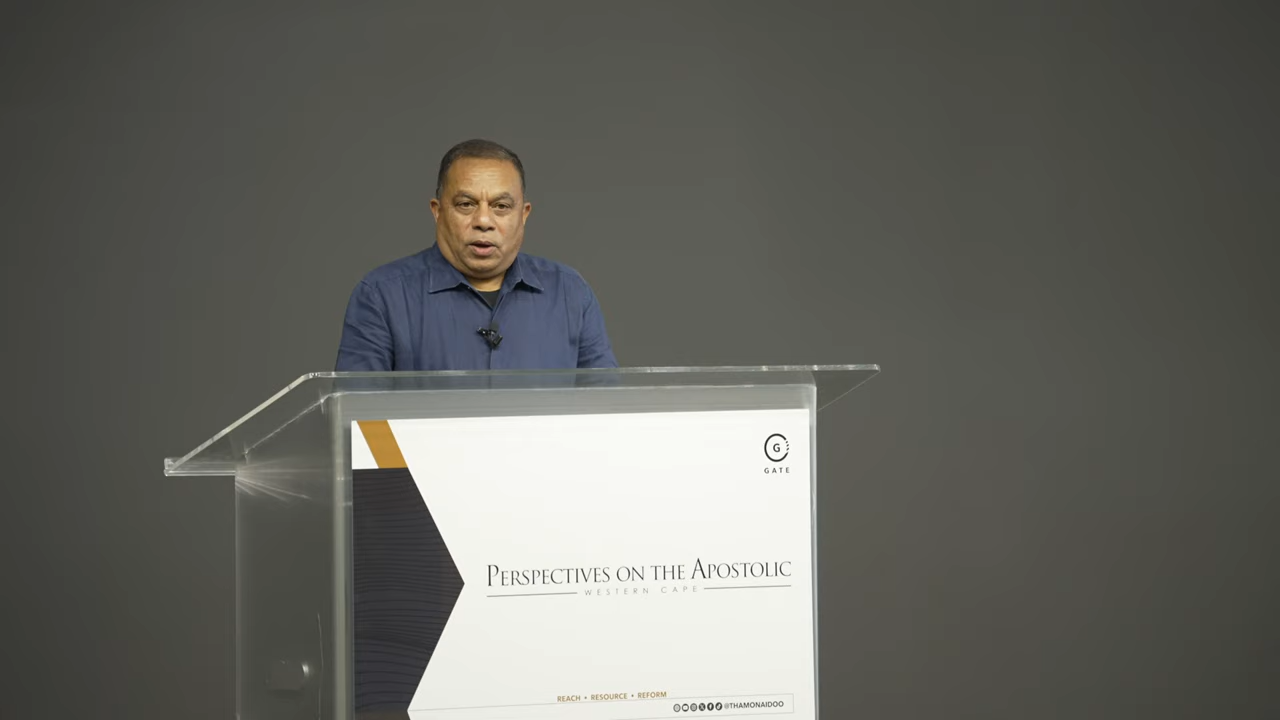 G
GATE
PERSPECTIVES ON THE APOSTOLIC
WESTERN CAPE
REACH • RESOURCE • REFORM
@THAMONAIDOO